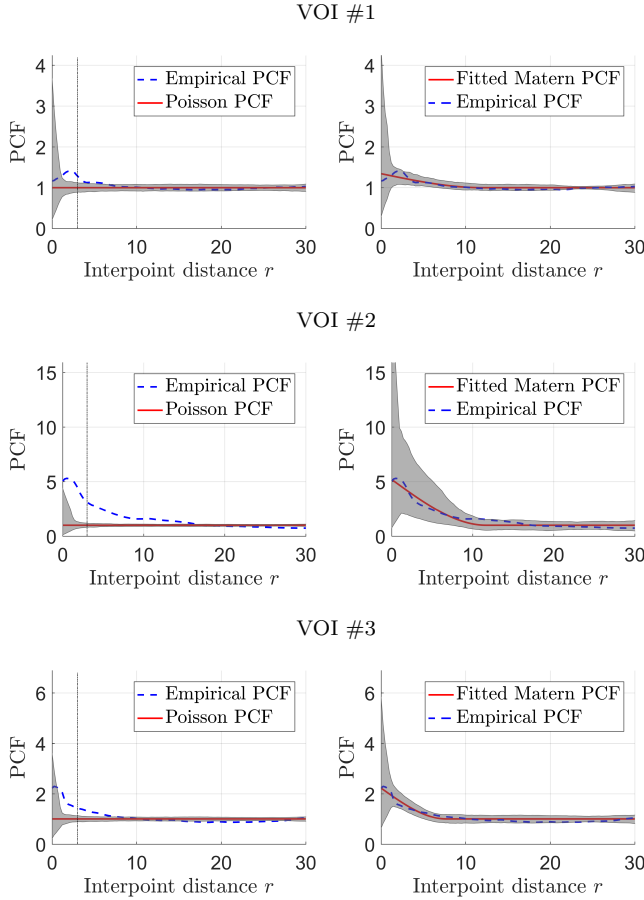 VOI #1
4
3
2
1
0
PCF
Empirical PCF
Poisson PCF
0 10 20 30
Interpoint distance r
4
3
2
1
0
PCF
Fitted Matern PCF
Empirical PCF
0 10 20 30
Interpoint distance r
VOI #2
15
10
5
0
PCF
Empirical PCF
Poisson PCF
0 10 20 30
Interpoint distance r
15
10
5
0
PCF
Fitted Matern PCF
Empirical PCF
0 10 20 30
Interpoint distance r
VOI #3
6
4
2
0
PCF
Empirical PCF
Poisson PCF
0 10 20 30
Interpoint distance r
6
4
2
0
PCF
Fitted Matern PCF
Empirical PCF
0 10 20 30
Interpoint distance r